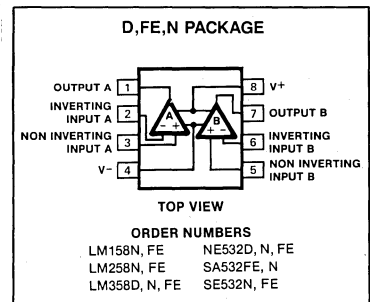 D,FE,N PACKAGE
OUTPUT A 1
8 V+
INVERTING
INPUT A 2
7 OUTPUT B
A
B
- +
+ -
NON INVERTING
INPUT A 3
6 INVERTING
INPUT B
V- 4
5 NON INVERTING
INPUT B
TOP VIEW
ORDER NUMBERS
LM158N, FE NE532D, N, FE
LM258N, FE SA532FE, N
LM358D, N, FE SE532N, FE